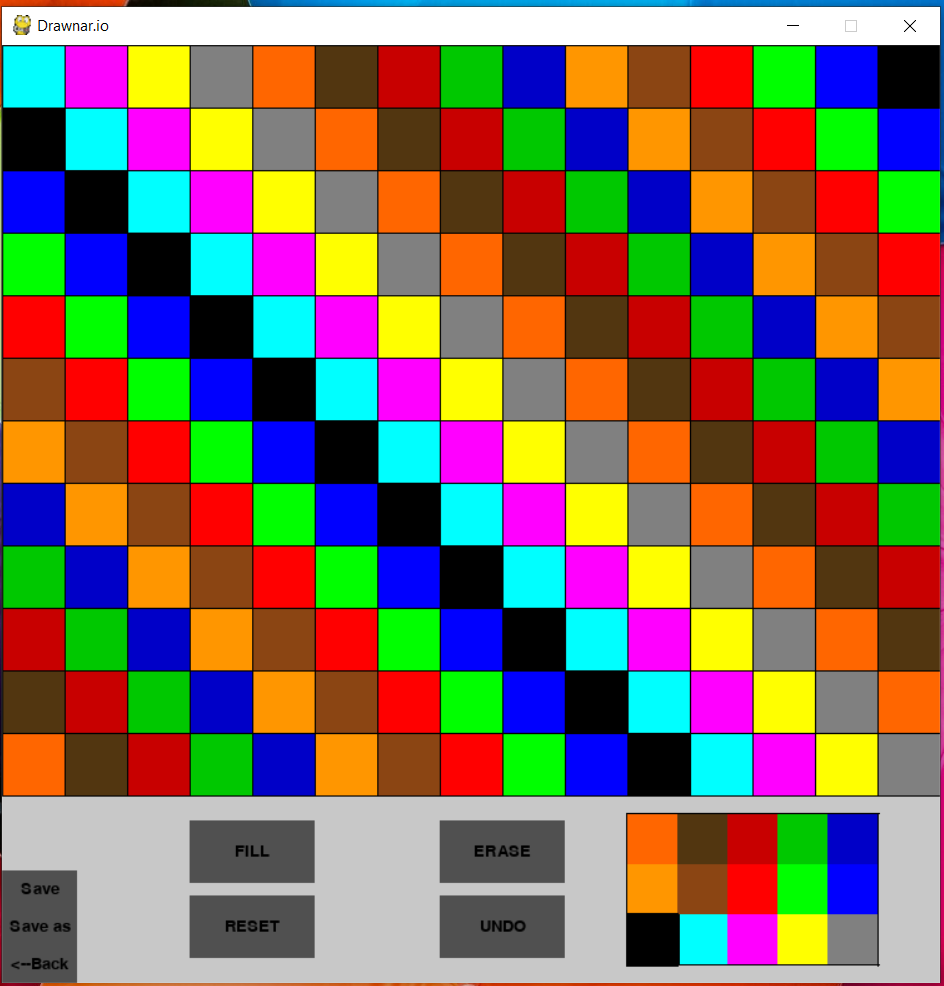 Drawnar.io
FILL
ERASE
Save
Save as
RESET
UNDO
<--Back